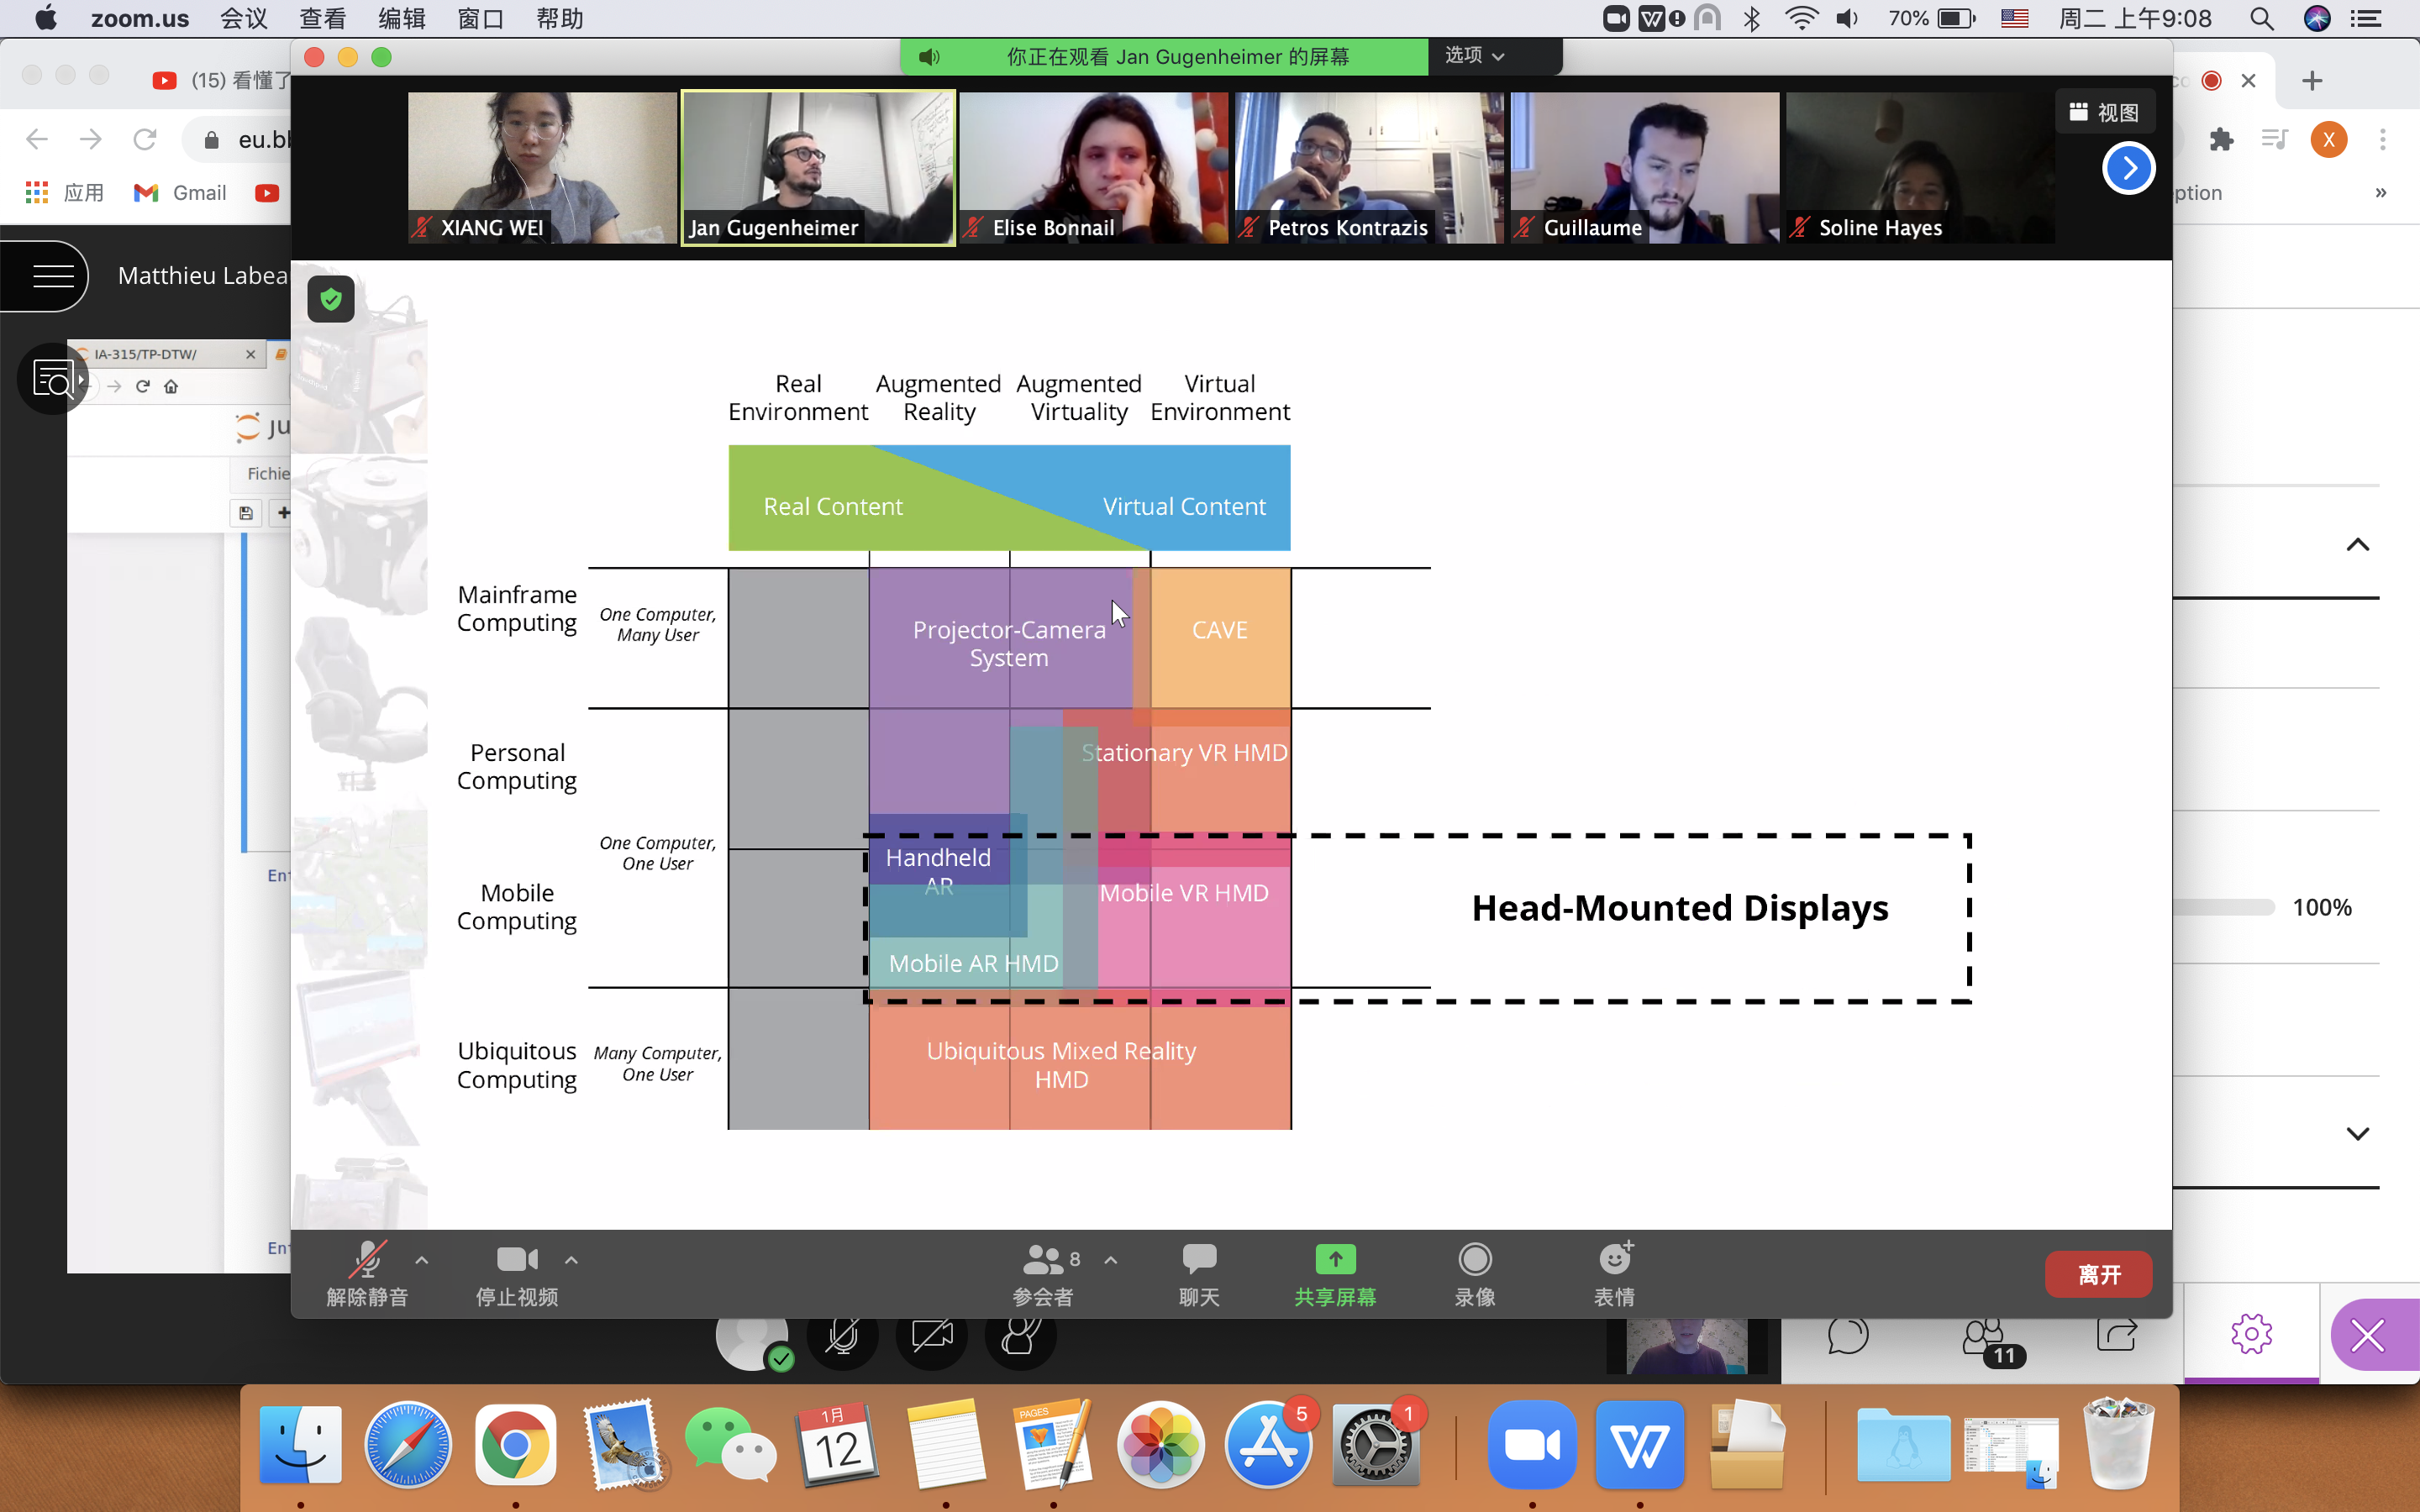 zoom.us 会议 查看 编辑 窗口 帮助
70% 周二 上午9:08
(15) 看懂了
你正在观看 Jan Gugenheimer 的屏幕
选项
eu.bb
应用
Gmail
XIANG WEI
Jan Gugenheimer
Elise Bonnail
Petros Kontrazis
Guillaume
Soline Hayes
视图
X
ption
»
Matthieu Labea
IA-315/TP-DTW/
ju
Fichie
Real
Environment
Augmented
Reality
Augmented
Virtuality
Virtual
Environment
Real Content
Virtual Content
Mainframe
Computing
One Computer,
Many User
Projector-Camera
System
CAVE
Personal
Computing
Stationary VR HMD
One Computer,
One User
Handheld
AR
Mobile
Computing
Mobile VR HMD
Mobile AR HMD
Head-Mounted Displays
100%
Ubiquitous
Computing
Many Computer,
One User
Ubiquitous Mixed Reality
HMD
解除静音
停止视频
8
参会者
聊天
共享屏幕
录像
表情
离开
11
1月
12
PAGES
5
1